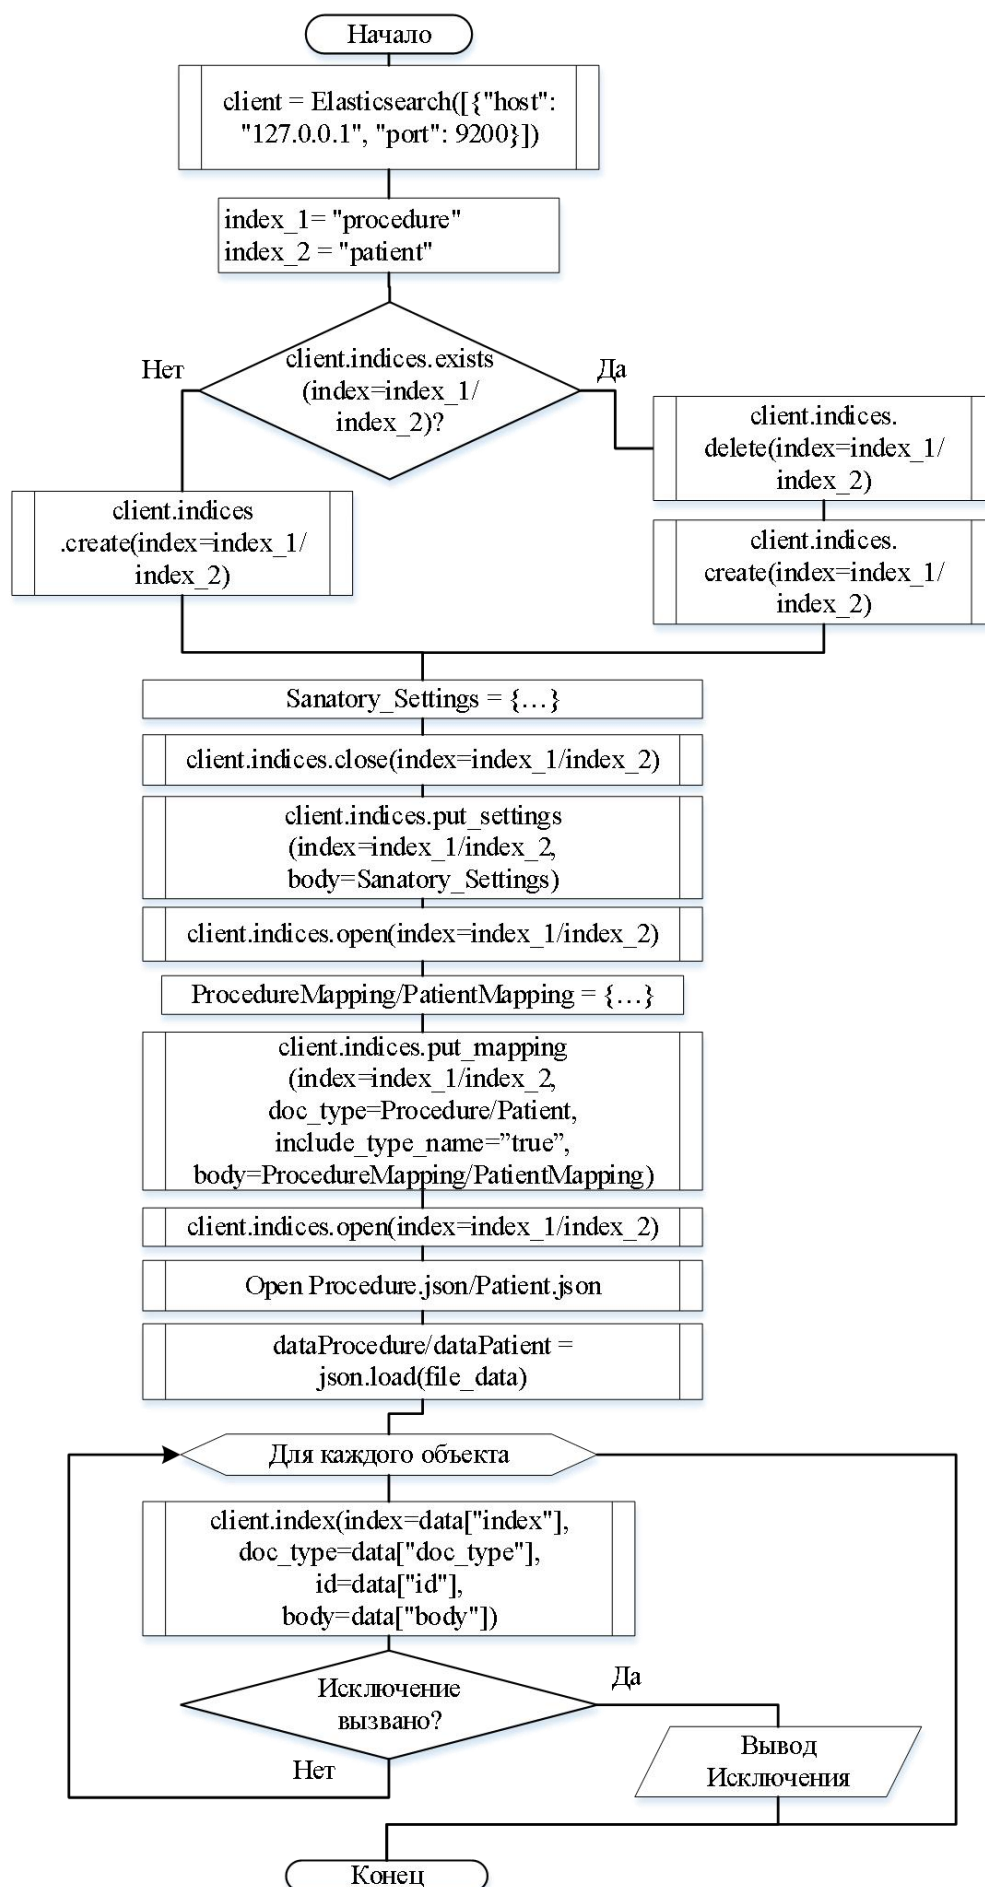 Начало
client = Elasticsearch([{"host":
"127.0.0.1", "port": 9200}])
index_1= "procedure"
index_2 = "patient"
Нет
client.indices.exists
(index=index_1/
index_2)?
Да
client.indices.
delete(index=index_1/
index_2)
client.indices
.create(index=index_1/
index_2)
client.indices.
create(index=index_1/
index_2)
Sanatory_Settings = {…}
client.indices.close(index=index_1/index_2)
client.indices.put_settings
(index=index_1/index_2,
body=Sanatory_Settings)
client.indices.open(index=index_1/index_2)
ProcedureMapping/PatientMapping = {…}
client.indices.put_mapping
(index=index_1/index_2,
doc_type=Procedure/Patient,
include_type_name=”true”,
body=ProcedureMapping/PatientMapping)
client.indices.open(index=index_1/index_2)
Open Procedure.json/Patient.json
dataProcedure/dataPatient =
json.load(file_data)
Для каждого объекта
client.index(index=data["index"],
doc_type=data["doc_type"],
id=data["id"],
body=data["body"])
Исключение
вызвано?
Да
Нет
Вывод
Исключения
Конец